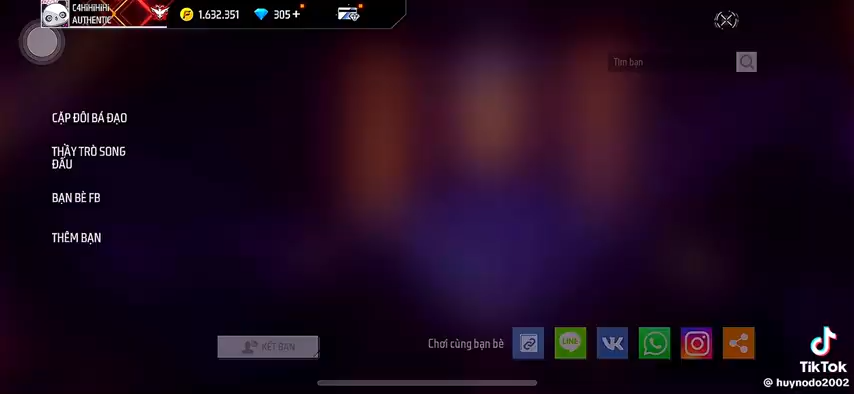 C4HiHiHiHi
AUTHENTIC
1.632.351
305 +
Tìm bạn
CẶP ĐÔI BÁ ĐẠO
THẦY TRÒ SONG
ĐẤU
BẠN BÈ FB
THÊM BẠN
KẾT BẠN
Chơi cùng bạn bè
LINE
TikTok
@ huynodo2002